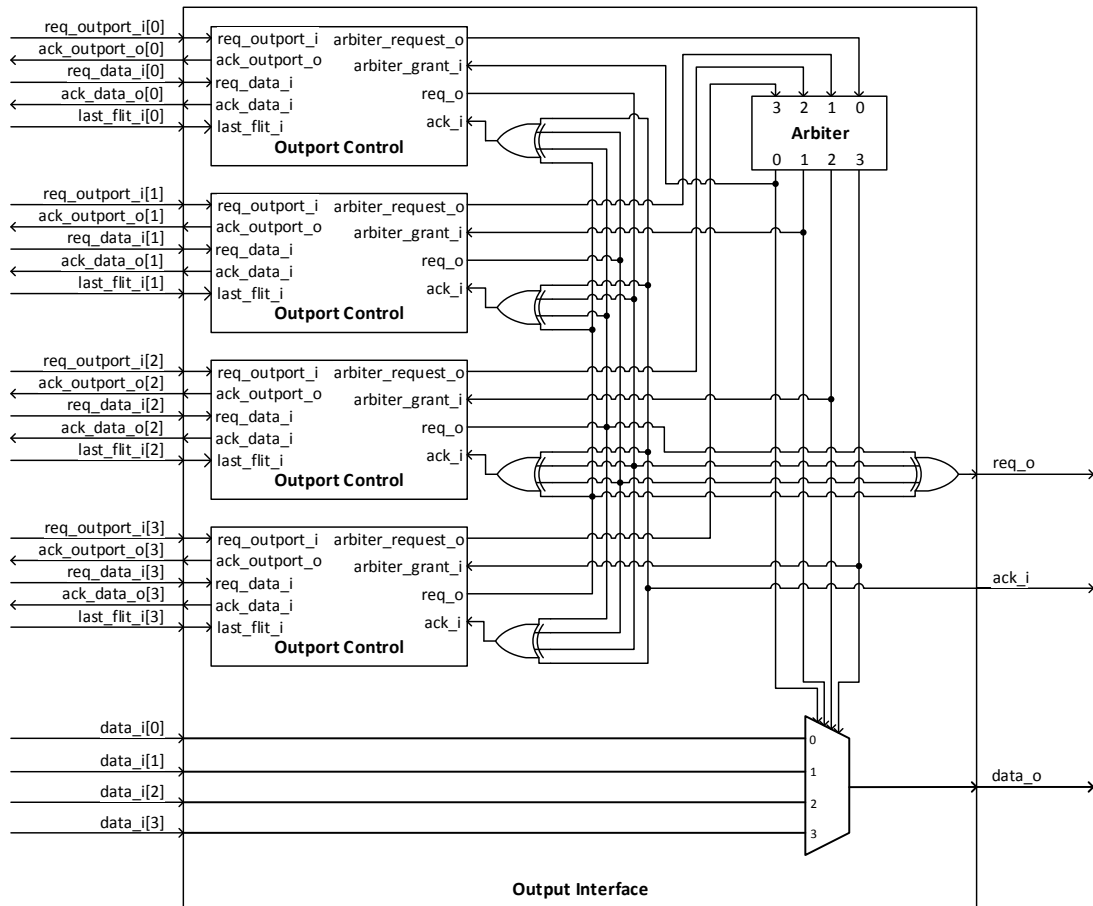 req_outport_i[0]
ack_outport_o[0]
req_data_i[0]
ack_data_o[0]
last_flit_i[0]
req_outport_i
ack_outport_o
req_data_i
ack_data_i
last_flit_i
arbiter_request_o
arbiter_grant_i
req_o
ack_i
Outport Control
3 2 1 0
Arbiter
0 1 2 3
req_outport_i[1]
ack_outport_o[1]
req_data_i[1]
ack_data_o[1]
last_flit_i[1]
req_outport_i
ack_outport_o
req_data_i
ack_data_i
last_flit_i
arbiter_request_o
arbiter_grant_i
req_o
ack_i
Outport Control
req_outport_i[2]
ack_outport_o[2]
req_data_i[2]
ack_data_o[2]
last_flit_i[2]
req_outport_i
ack_outport_o
req_data_i
ack_data_i
last_flit_i
arbiter_request_o
arbiter_grant_i
req_o
ack_i
Outport Control
req_o
req_outport_i[3]
ack_outport_o[3]
req_data_i[3]
ack_data_o[3]
last_flit_i[3]
req_outport_i
ack_outport_o
req_data_i
ack_data_i
last_flit_i
arbiter_request_o
arbiter_grant_i
req_o
ack_i
Outport Control
ack_i
data_i[0]
data_i[1]
data_i[2]
data_i[3]
0
1
2
3
data_o
Output Interface